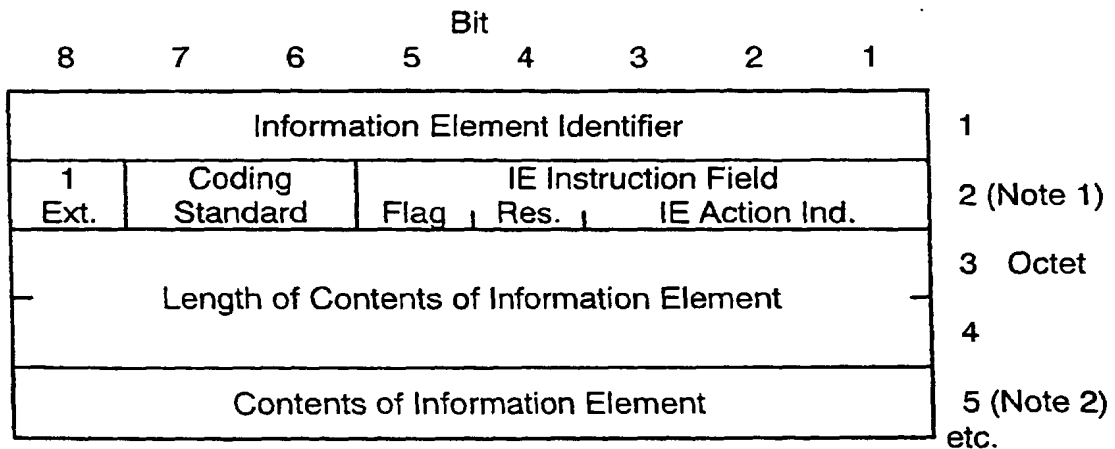 Bit
8 7 6 5 4 3 2 1
Information Element Identifier 1
1 Coding IE Instruction Field
Ext. Standard Flag Res. IE Action Ind. 2 (Note 1)
3 Octet
Length of Contents of Information Element
4
Contents of Information Element 5 (Note 2)
etc.